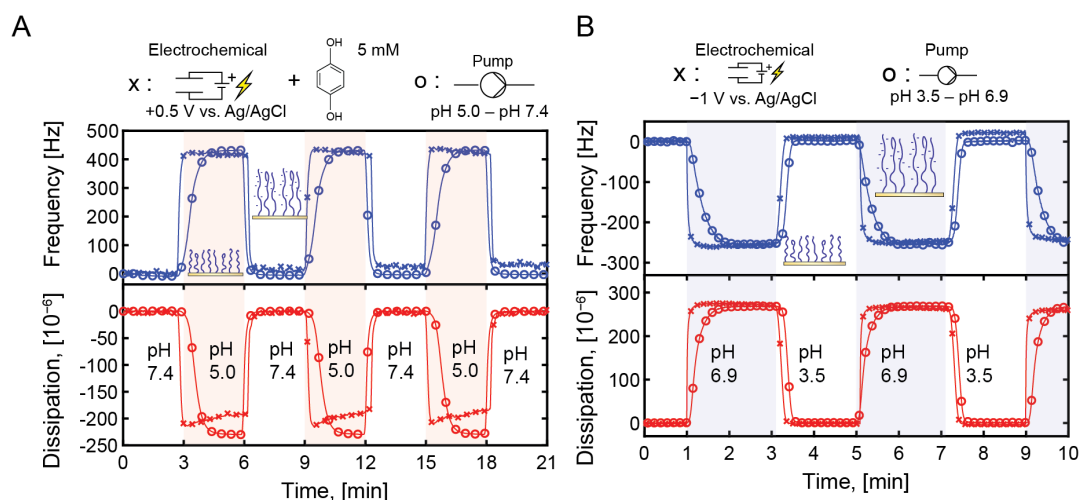 A
Electrochemical
x :
+
+0.5 V vs. Ag/AgCl
+
OH
OH
5 mM
Pump
o :
pH 5.0 – pH 7.4
Frequency [Hz]
500
400
300
200
100
0
Dissipation, [10⁻⁶]
0
-50
-100
-150
-200
-250
pH 7.4
pH 5.0
pH 7.4
pH 5.0
pH 7.4
pH 5.0
pH 7.4
0 3 6 9 12 15 18 21
Time, [min]
B
Electrochemical
x :
+
−1 V vs. Ag/AgCl
Pump
o :
pH 3.5 – pH 6.9
Frequency [Hz]
0
-100
-200
-300
Dissipation, [10⁻⁶]
300
200
100
0
pH 6.9
pH 3.5
pH 6.9
pH 3.5
0 1 2 3 4 5 6 7 8 9 10
Time, [min]